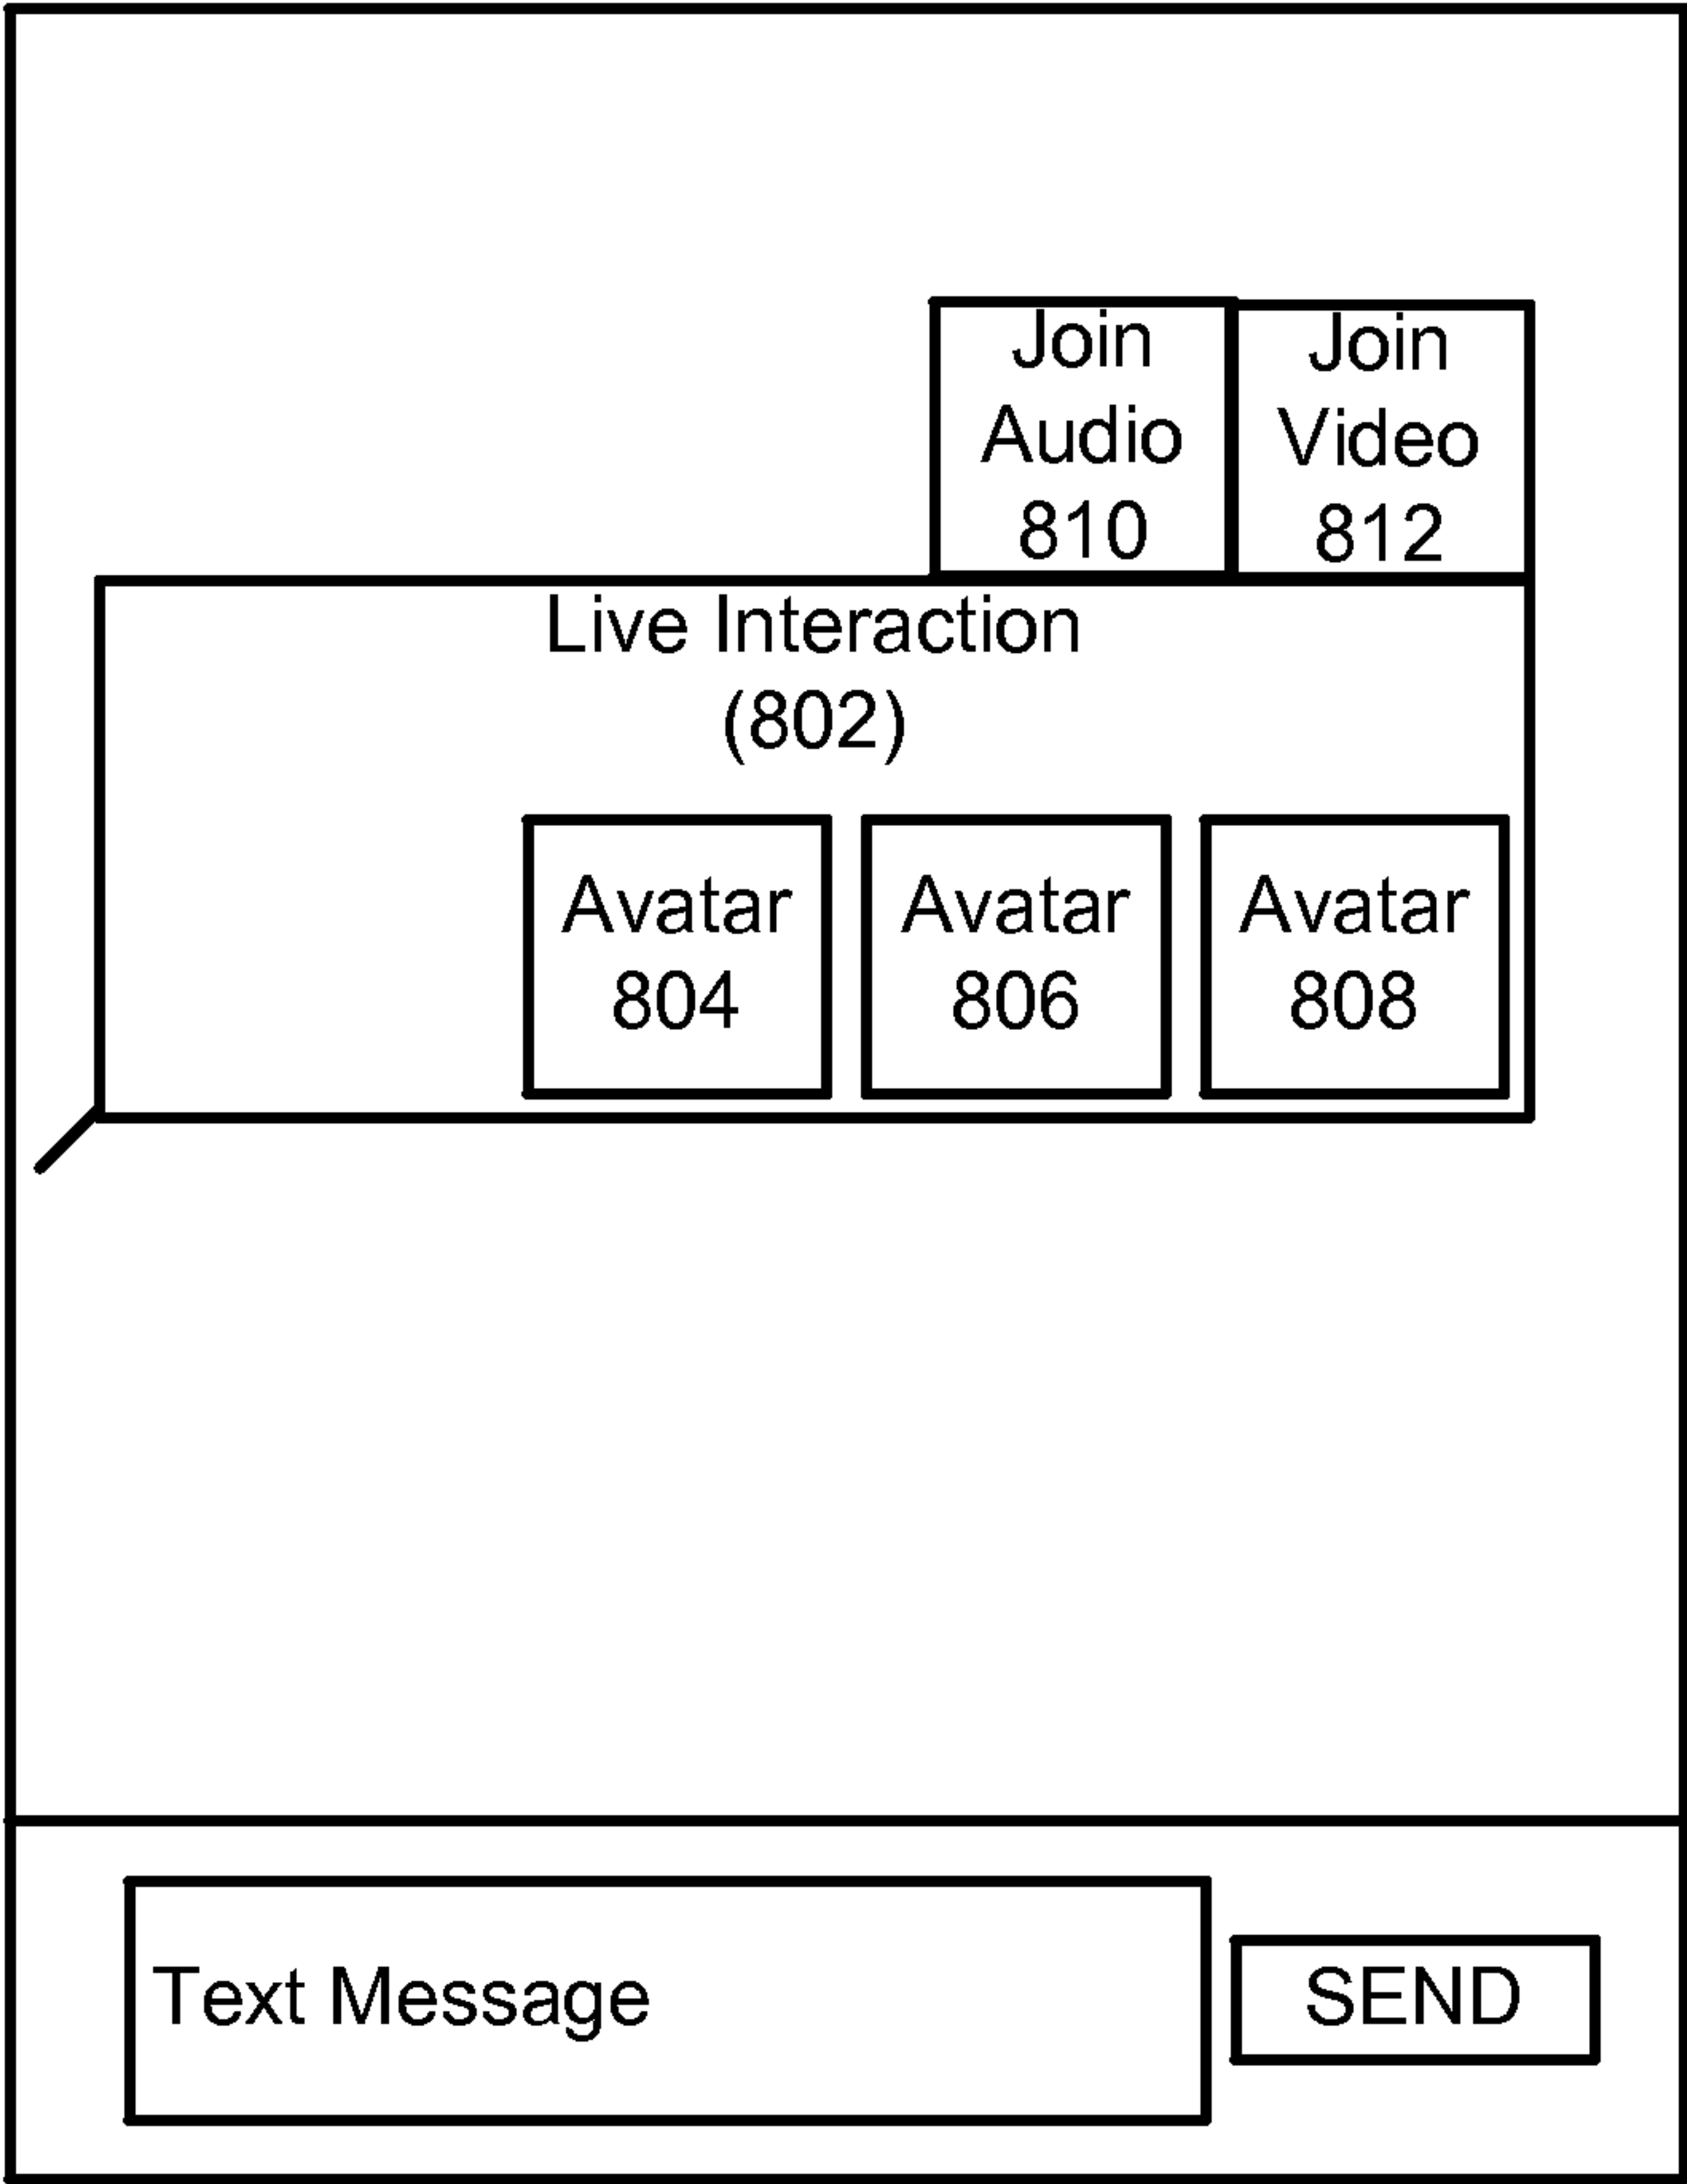 Join
Audio
810
Join
Video
812
Live Interaction
(802)
Avatar
804
Avatar
806
Avatar
808
Text Message
SEND